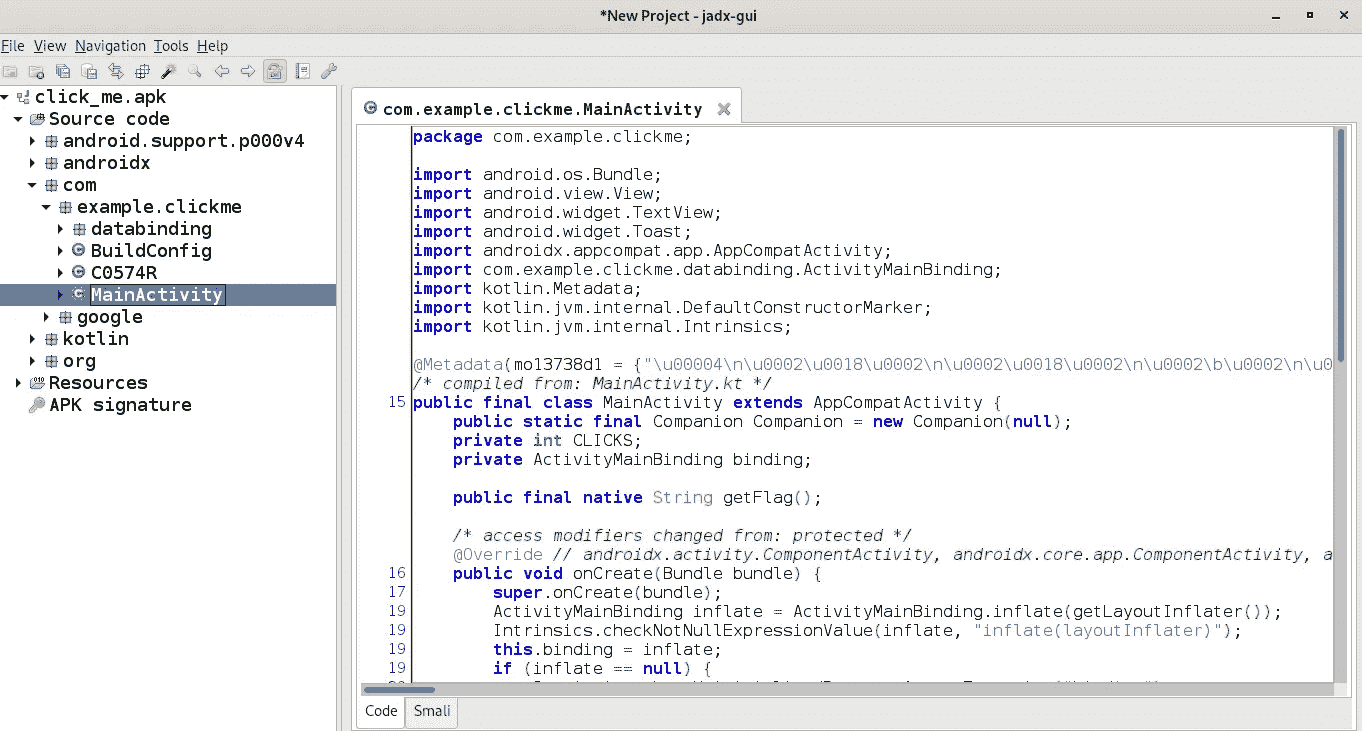 *New Project - jadx-gui
File View Navigation Tools Help
click_me.apk
Source code
android.support.p000v4
androidx
com
example.clickme
databinding
BuildConfig
C0574R
MainActivity
google
kotlin
org
Resources
APK signature
com.example.clickme.MainActivity
package com.example.clickme;
import android.os.Bundle;
import android.view.View;
import android.widget.TextView;
import android.widget.Toast;
import androidx.appcompat.app.AppCompatActivity;
import com.example.clickme.databinding.ActivityMainBinding;
import kotlin.Metadata;
import kotlin.jvm.internal.DefaultConstructorMarker;
import kotlin.jvm.internal.Intrinsics;
@Metadata(mo13738d1 = {"\u00004\n\u0002\u0018\u0002\n\u0002\u0018\u0002\n\u0002\b\u0002\n\u0
/* compiled from: MainActivity.kt */
15 public final class MainActivity extends AppCompatActivity {
public static final Companion Companion = new Companion(null);
private int CLICKS;
private ActivityMainBinding binding;
public final native String getFlag();
/* access modifiers changed from: protected */
@Override // androidx.activity.ComponentActivity, androidx.core.app.ComponentActivity, a
16 public void onCreate(Bundle bundle) {
17 super.onCreate(bundle);
19 ActivityMainBinding inflate = ActivityMainBinding.inflate(getLayoutInflater());
19 Intrinsics.checkNotNullExpressionValue(inflate, "inflate(layoutInflater)");
19 this.binding = inflate;
19 if (inflate == null) {
Code Smali